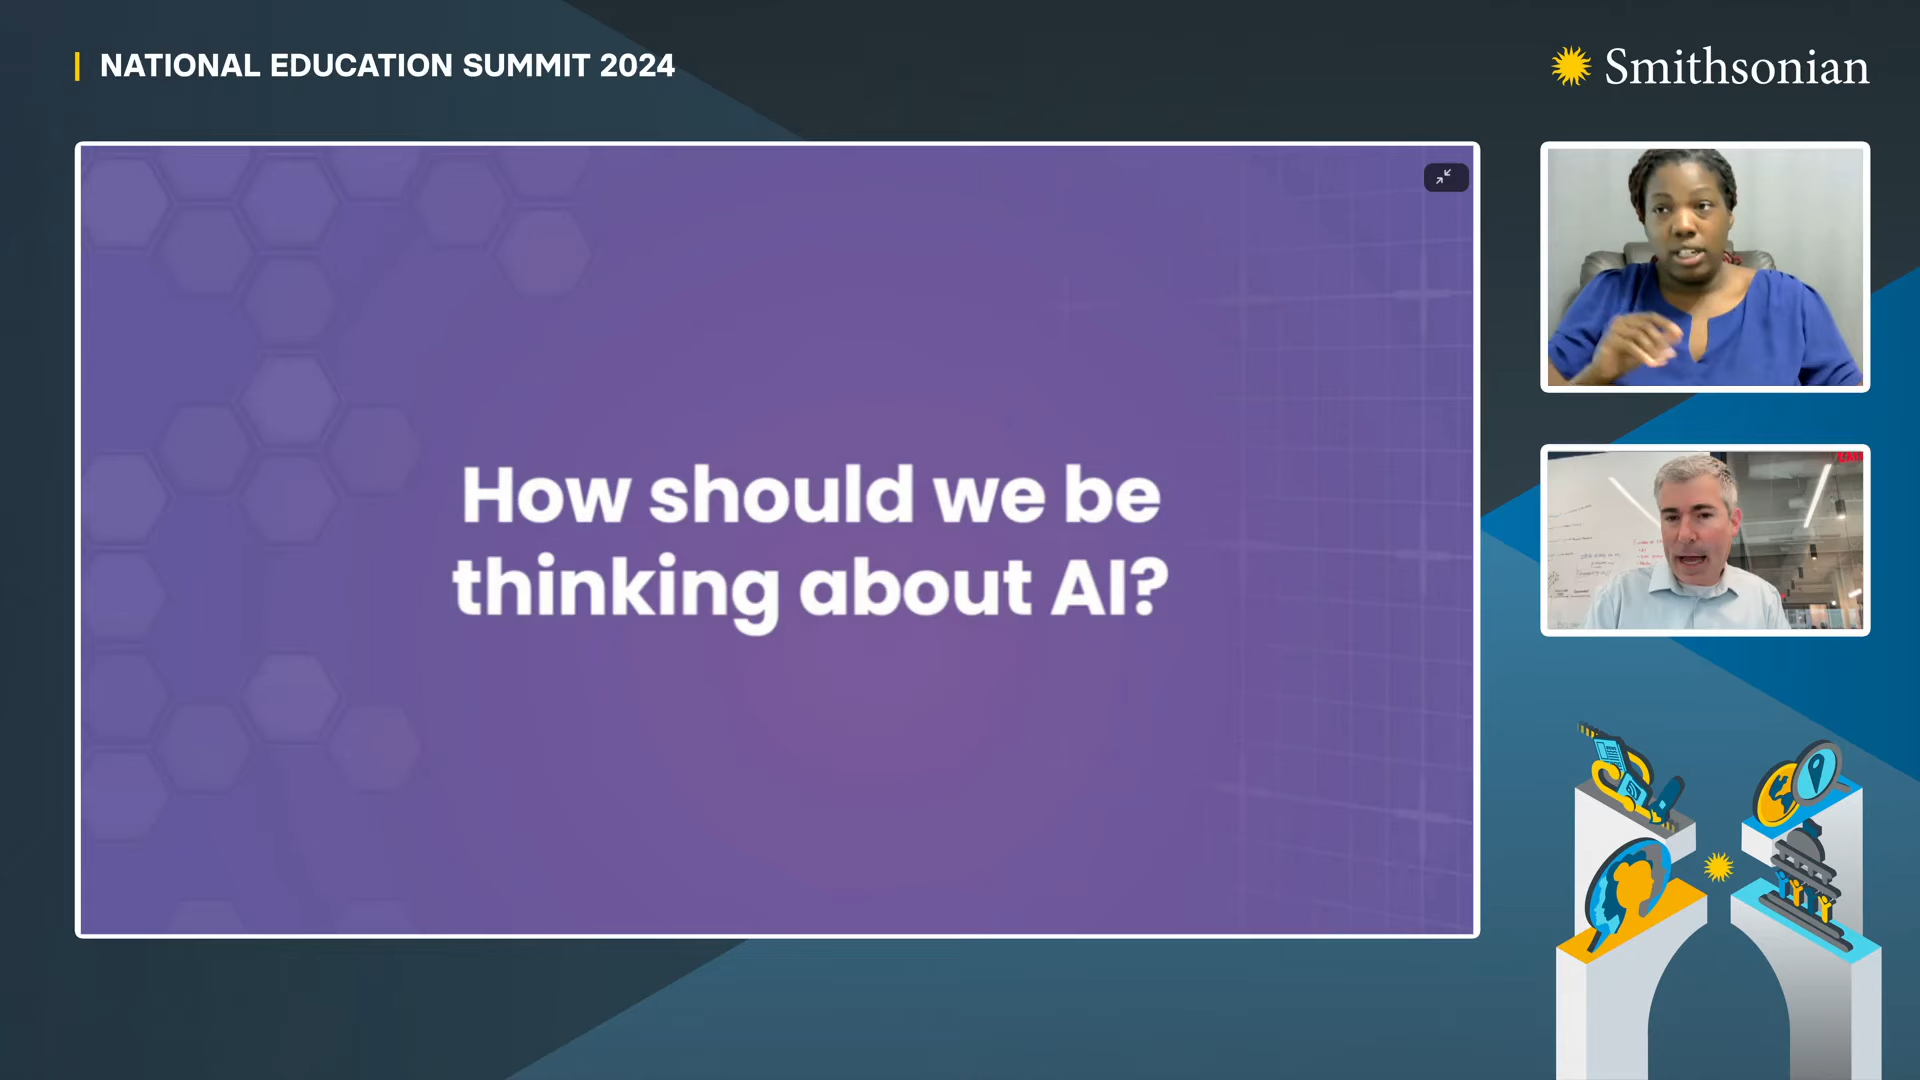 NATIONAL EDUCATION SUMMIT 2024
Smithsonian
How should we be
thinking about AI?